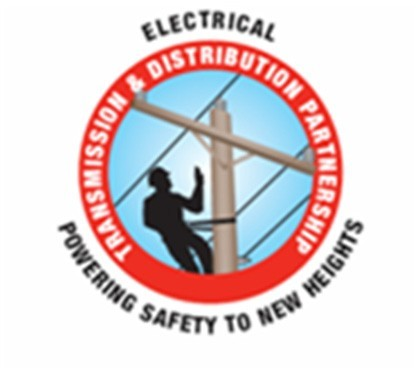 ELECTRICAL
TRANSMISSION & DISTRIBUTION PARTNERSHIP
POWERING SAFETY TO NEW HEIGHTS